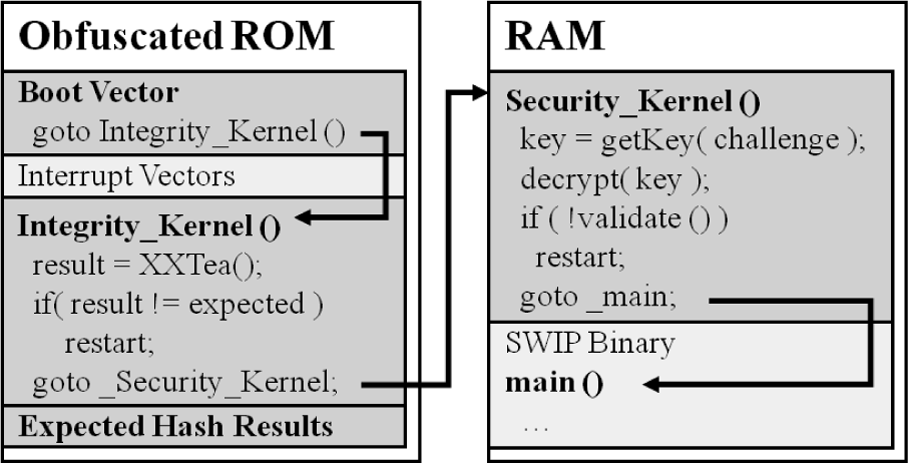 Obfuscated ROM
Boot Vector
goto Integrity_Kernel ()
Interrupt Vectors
Integrity_Kernel ()
result = XXTea();
if( result != expected )
restart;
goto _Security_Kernel;
Expected Hash Results
RAM
Security_Kernel ()
key = getKey( challenge );
decrypt( key );
if ( !validate () )
restart;
goto _main;
SWIP Binary
main ()
...